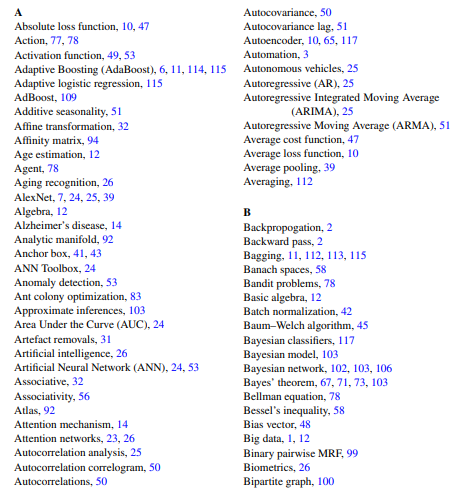 A
Absolute loss function, 10, 47
Action, 77, 78
Activation function, 49, 53
Adaptive Boosting (AdaBoost), 6, 11, 114, 115
Adaptive logistic regression, 115
AdBoost, 109
Additive seasonality, 51
Affine transformation, 32
Affinity matrix, 94
Age estimation, 12
Agent, 78
Aging recognition, 26
AlexNet, 7, 24, 25, 39
Algebra, 12
Alzheimer's disease, 14
Analytic manifold, 92
Anchor box, 41, 43
ANN Toolbox, 24
Anomaly detection, 53
Ant colony optimization, 83
Approximate inferences, 103
Area Under the Curve (AUC), 24
Artefact removals, 31
Artificial intelligence, 26
Artificial Neural Network (ANN), 24, 53
Associative, 32
Associativity, 56
Atlas, 92
Attention mechanism, 14
Attention networks, 23, 26
Autocorrelation analysis, 25
Autocorrelation correlogram, 50
Autocorrelations, 50
Autocovariance, 50
Autocovariance lag, 51
Autoencoder, 10, 65, 117
Automation, 3
Autonomous vehicles, 25
Autoregressive (AR), 25
Autoregressive Integrated Moving Average
(ARIMA), 25
Autoregressive Moving Average (ARMA), 51
Average cost function, 47
Average loss function, 10
Average pooling, 39
Averaging, 112
B
Backpropogation, 2
Backward pass, 2
Bagging, 11, 112, 113, 115
Banach spaces, 58
Bandit problems, 78
Basic algebra, 12
Batch normalization, 42
Baum–Welch algorithm, 45
Bayesian classifiers, 117
Bayesian model, 103
Bayesian network, 102, 103, 106
Bayes' theorem, 67, 71, 73, 103
Bellman equation, 78
Bessel's inequality, 58
Bias vector, 48
Big data, 1, 12
Binary pairwise MRF, 99
Biometrics, 26
Bipartite graph, 100